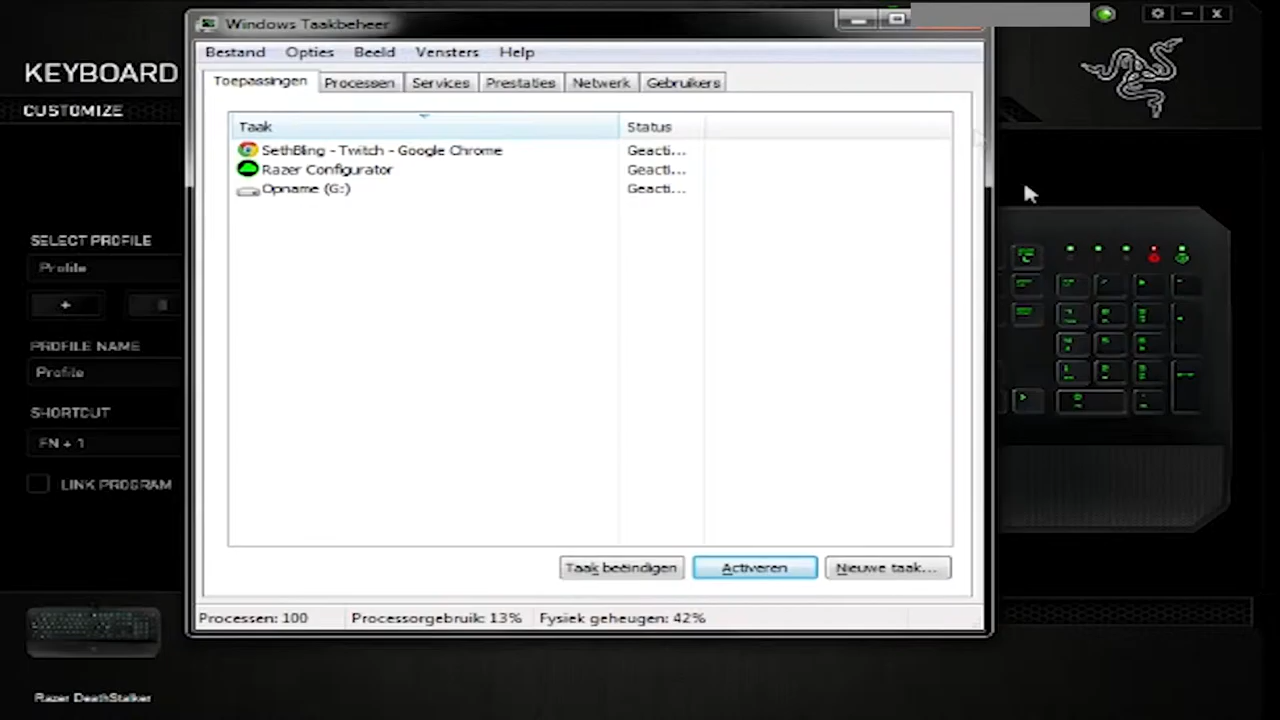 Windows Taakbeheer
Bestand Opties Beeld Vensters Help
Toepassingen Processen Services Prestaties Netwerk Gebruikers
Taak Status
SethBling - Twitch - Google Chrome Geacti...
Razer Configurator Geacti...
Opname (G:) Geacti...
Taak beëindigen Activeren Nieuwe taak...
Processen: 100 Processorgebruik: 13% Fysiek geheugen: 42%
KEYBOARD
CUSTOMIZE
SELECT PROFILE
Profile
+
PROFILE NAME
Profile
SHORTCUT
FN + 1
LINK PROGRAM
Razer DeathStalker